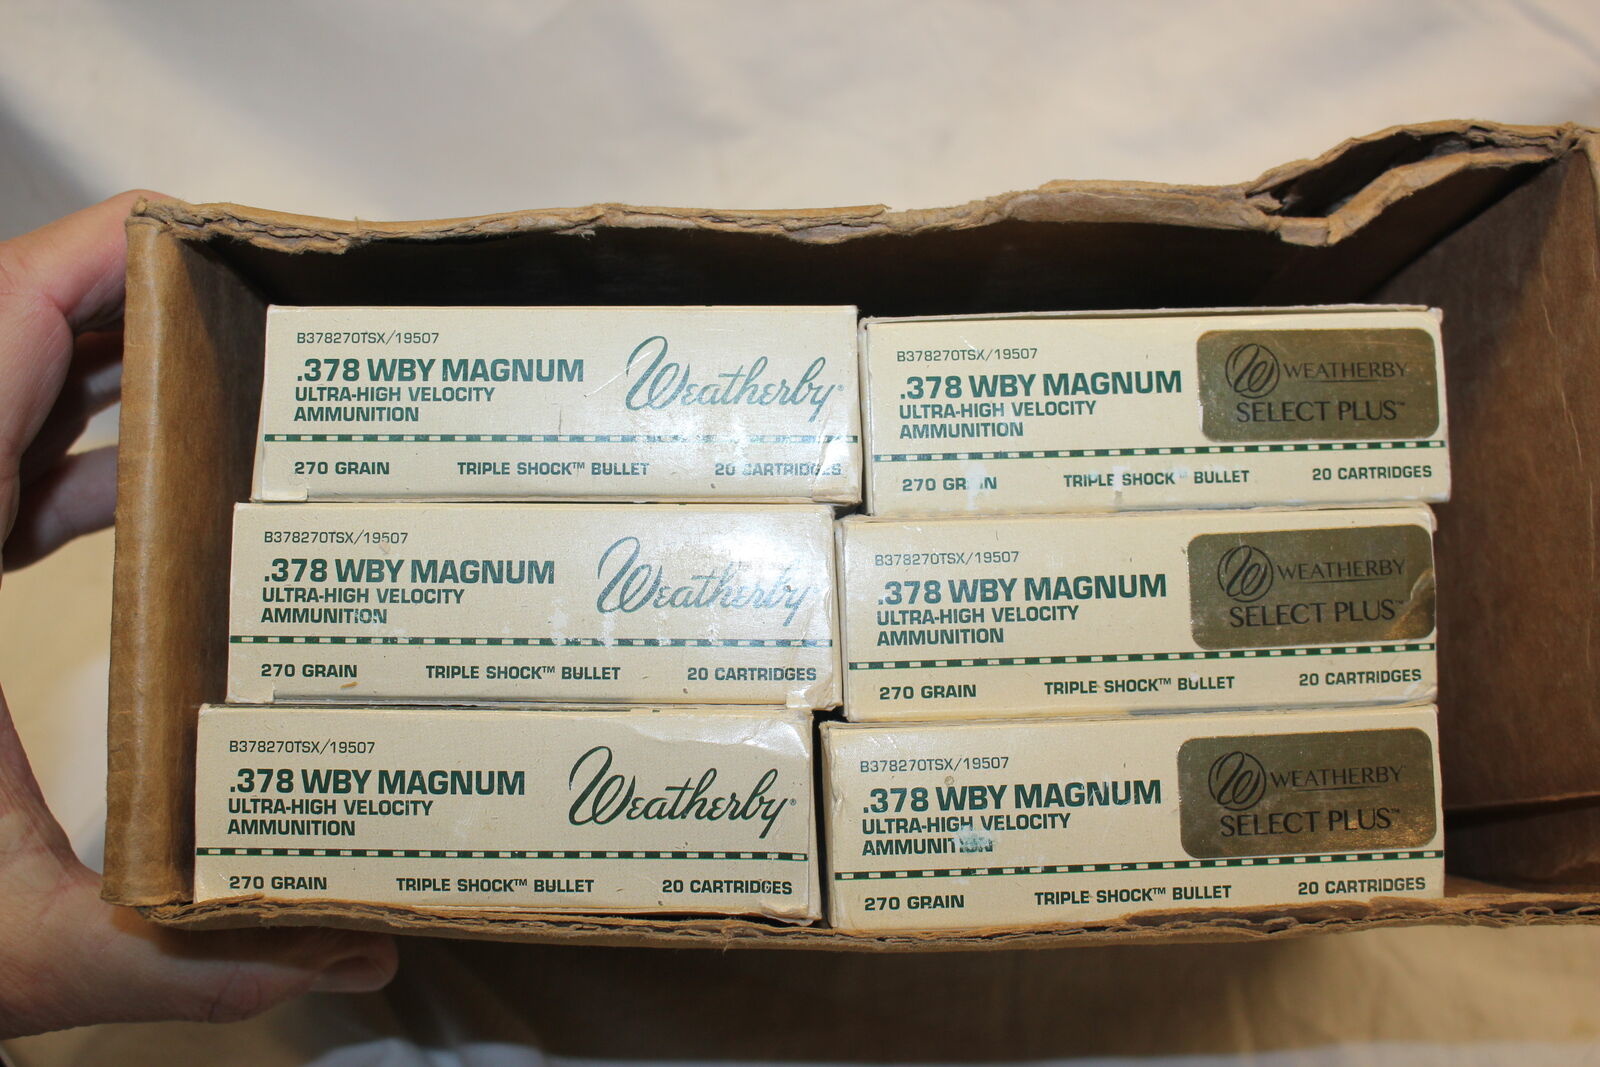 B378270TSX/19507
.378 WBY MAGNUM
ULTRA-HIGH VELOCITY
AMMUNITION
Weatherby®
270 GRAIN TRIPLE SHOCK™ BULLET 20 CARTRIDGES
B378270TSX/19507
.378 WBY MAGNUM
ULTRA-HIGH VELOCITY
AMMUNITION
WEATHERBY
SELECT PLUS™
270 GRAIN TRIPLE SHOCK™ BULLET 20 CARTRIDGES
B378270TSX/19507
.378 WBY MAGNUM
ULTRA-HIGH VELOCITY
AMMUNITION
Weatherby
270 GRAIN TRIPLE SHOCK™ BULLET 20 CARTRIDGES
B378270TSX/19507
.378 WBY MAGNUM
ULTRA-HIGH VELOCITY
AMMUNITION
WEATHERBY
SELECT PLUS™
270 GRAIN TRIPLE SHOCK™ BULLET 20 CARTRIDGES
B378270TSX/19507
.378 WBY MAGNUM
ULTRA-HIGH VELOCITY
AMMUNITION
Weatherby®
270 GRAIN TRIPLE SHOCK™ BULLET 20 CARTRIDGES
B378270TSX/19507
.378 WBY MAGNUM
ULTRA-HIGH VELOCITY
AMMUNITION
WEATHERBY
SELECT PLUS™
270 GRAIN TRIPLE SHOCK™ BULLET 20 CARTRIDGES